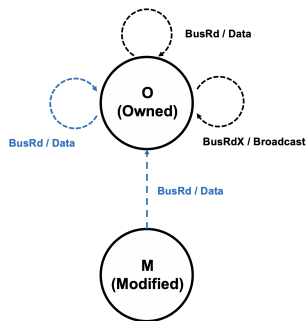 BusRd / Data
O
(Owned)
BusRd / Data
BusRdX / Broadcast
BusRd / Data
M
(Modified)